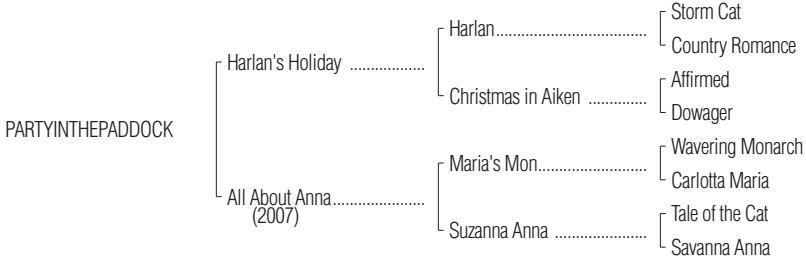 PARTYINTHEPADDOCK
Harlan's Holiday ..................
All About Anna......................
(2007)
Harlan....................................
Christmas in Aiken ..............
Maria's Mon..........................
Suzanna Anna ......................
Storm Cat
Country Romance
Affirmed
Dowager
Wavering Monarch
Carlotta Maria
Tale of the Cat
Savanna Anna